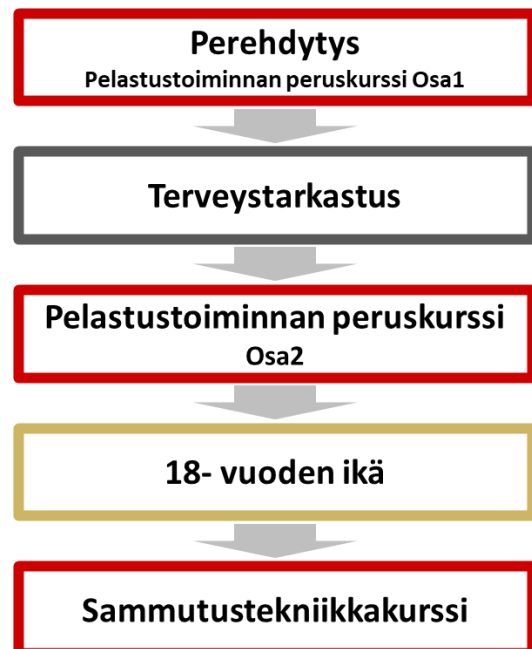 Perehdytys
Pelastustoiminnan peruskurssi Osa1
Terveystarkastus
Pelastustoiminnan peruskurssi
Osa2
18- vuoden ikä
Sammutustekniikkakurssi